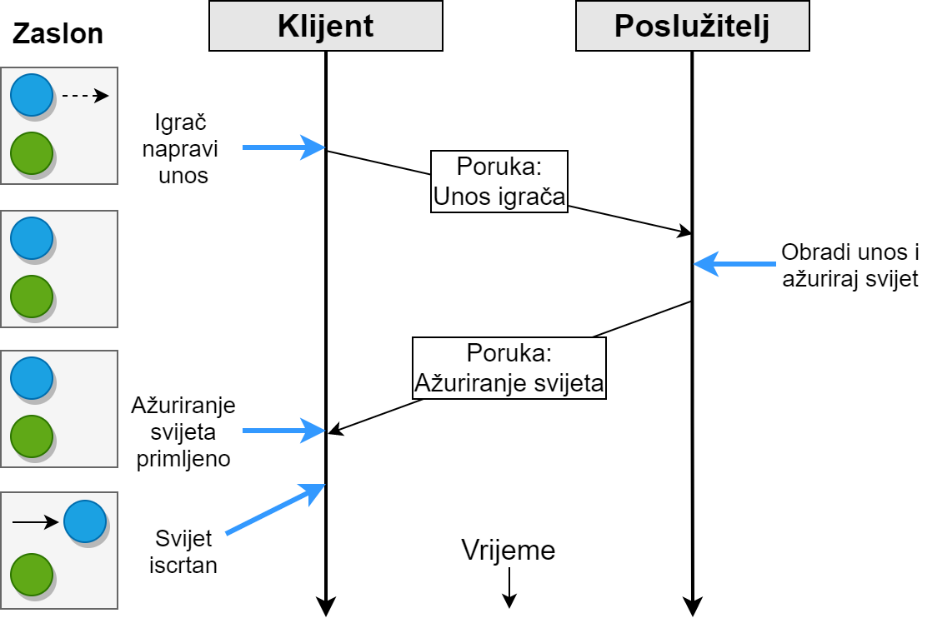 Zaslon
Klijent
Poslužitelj
Igrač
napravi
unos
Poruka:
Unos igrača
Obradi unos i
ažuriraj svijet
Poruka:
Ažuriranje svijeta
Ažuriranje
svijeta
primljeno
Svijet
iscrtan
Vrijeme